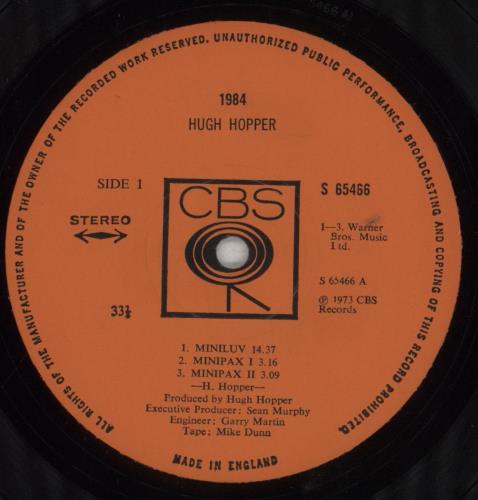 ALL RIGHTS OF THE MANUFACTURER AND OF THE OWNER OF THE RECORDED WORK RESERVED. UNAUTHORIZED PUBLIC PERFORMANCE, BROADCASTING AND COPYING OF THIS RECORD PROHIBITED.
1984
HUGH HOPPER
SIDE 1
CBS
S 65466
STEREO
1—3. Warner
Bros. Music
Ltd.
S 65466 A
33⅓
℗ 1973 CBS
Records
1. MINILUV 14.37
2. MINIPAX I 3.16
3. MINIPAX II 3.09
—H. Hopper—
Produced by Hugh Hopper
Executive Producer: Sean Murphy
Engineer: Garry Martin
Tape: Mike Dunn
MADE IN ENGLAND